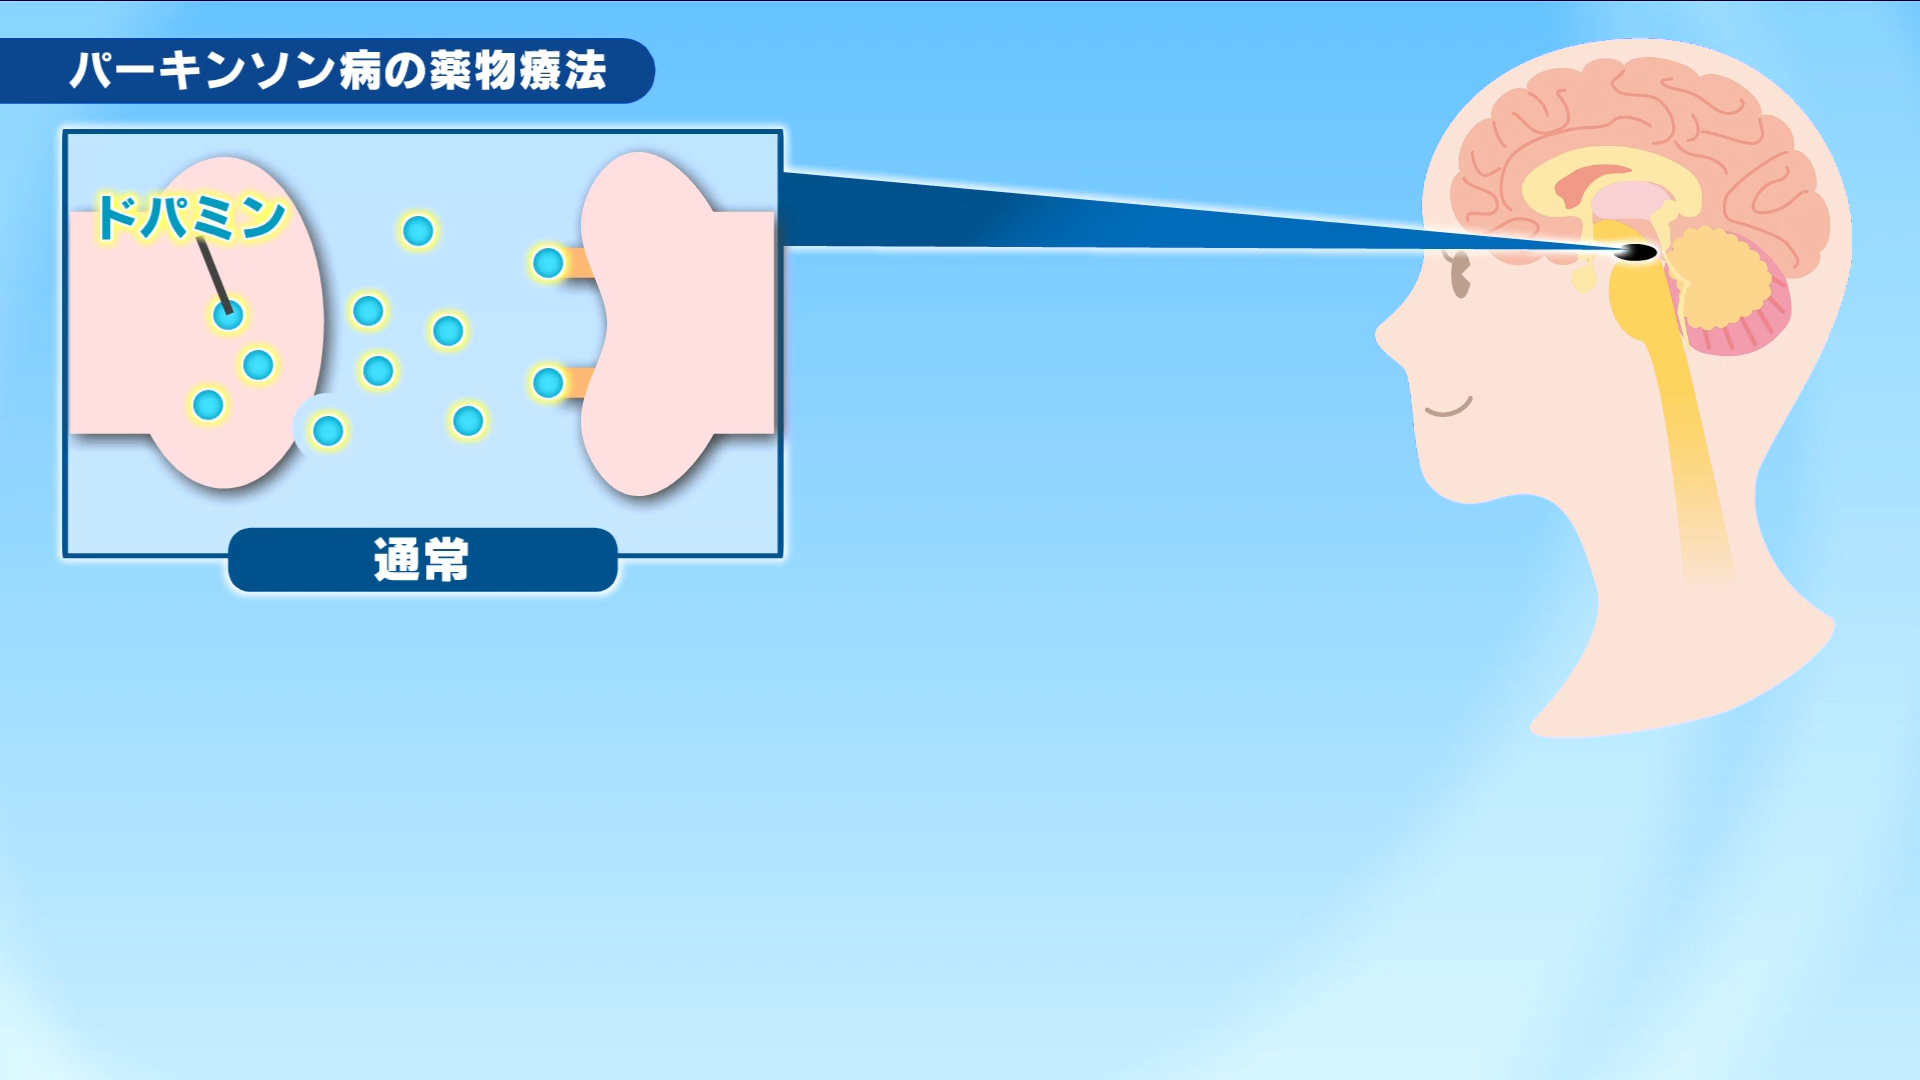 パーキンソン病の薬物療法
ドパミン
通常